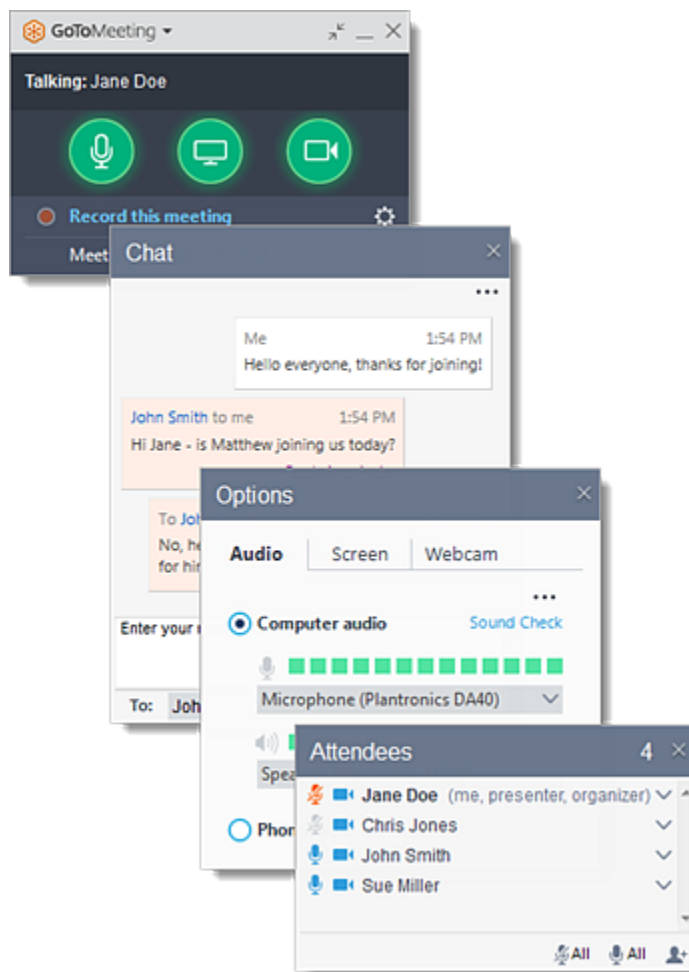 GoToMeeting
Talking: Jane Doe
Record this meeting
Chat
Me 1:54 PM
Hello everyone, thanks for joining!
John Smith to me 1:54 PM
Hi Jane - is Matthew joining us today?
To
No,
for
Enter your
To:
Options
Audio Screen Webcam
Computer audio Sound Check
Microphone (Plantronics DA40)
Attendees 4
Jane Doe (me, presenter, organizer)
Chris Jones
John Smith
Sue Miller
All All